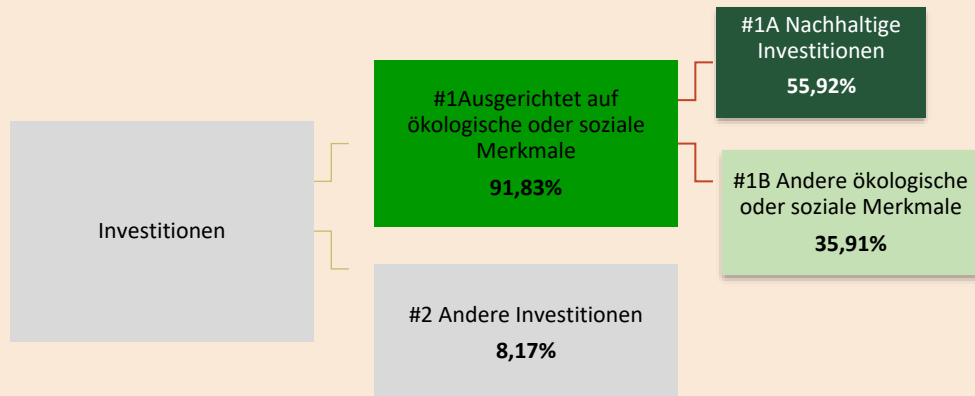 Investitionen
#1Ausgerichtet auf
ökologische oder soziale
Merkmale
91,83%
#2 Andere Investitionen
8,17%
#1A Nachhaltige
Investitionen
55,92%
#1B Andere ökologische
oder soziale Merkmale
35,91%